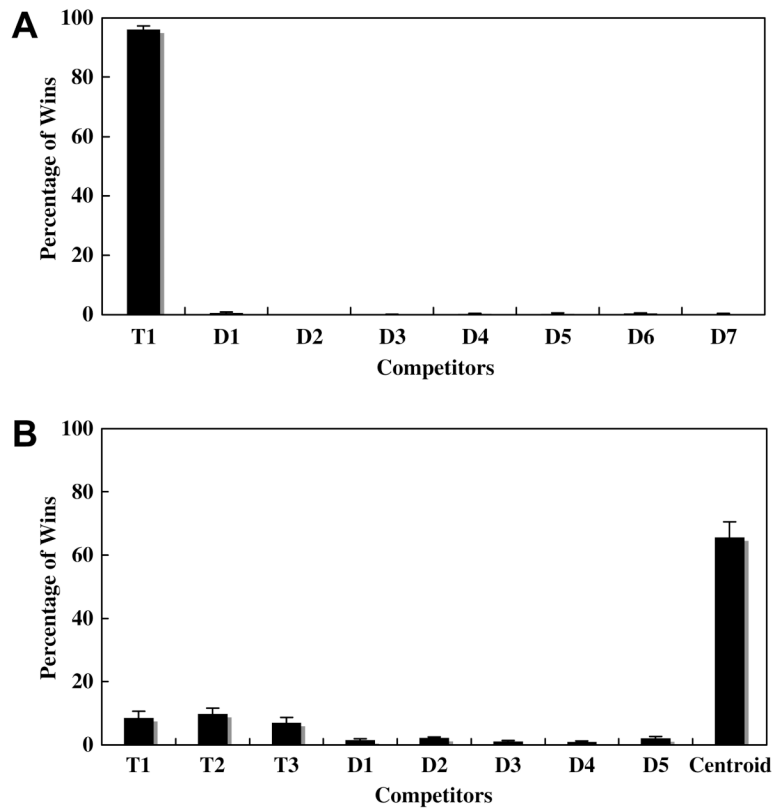 A
100
80
60
40
20
0
Percentage of Wins
T1 D1 D2 D3 D4 D5 D6 D7
Competitors
B
100
80
60
40
20
0
Percentage of Wins
T1 T2 T3 D1 D2 D3 D4 D5 Centroid
Competitors